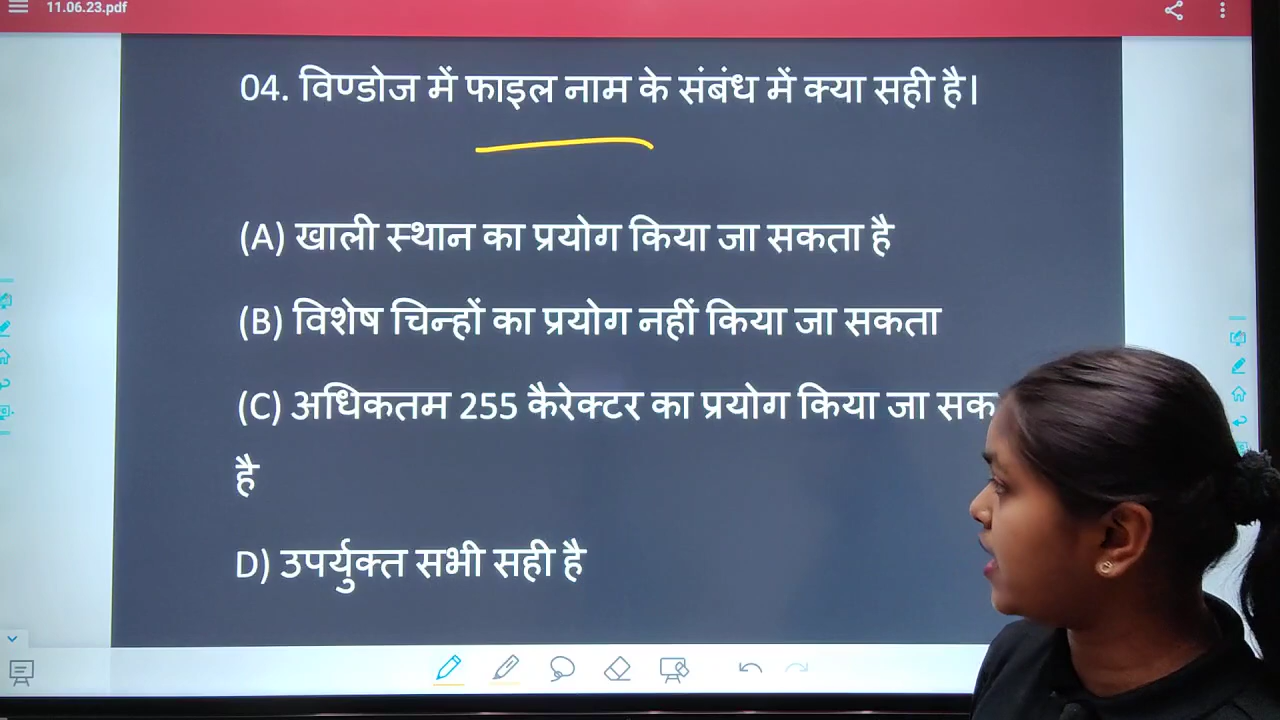 11.06.23.pdf
04. विण्डोज में फाइल नाम के संबंध में क्या सही है।
(A) खाली स्थान का प्रयोग किया जा सकता है
(B) विशेष चिन्हों का प्रयोग नहीं किया जा सकता
(C) अधिकतम 255 कैरेक्टर का प्रयोग किया जा
है
D) उपर्युक्त सभी सही है